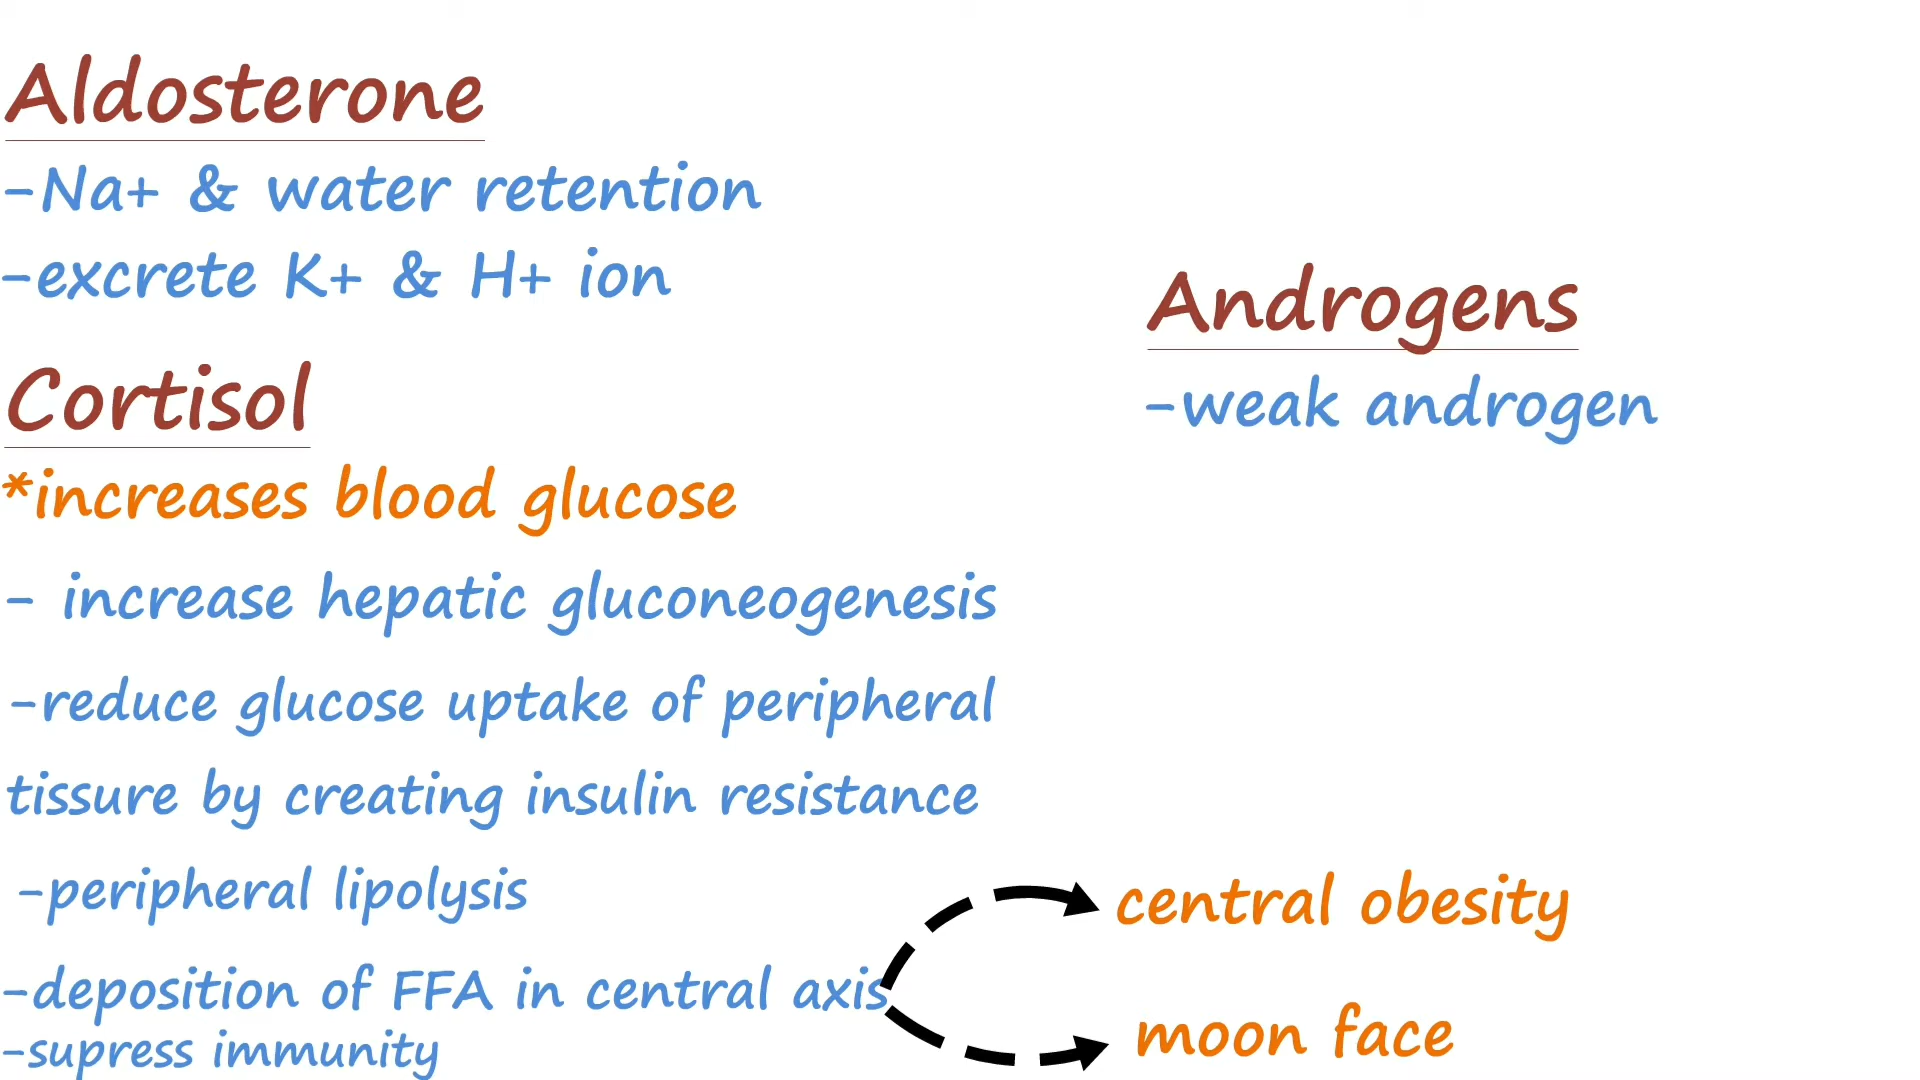 Aldosterone
-Na+ & water retention
-excrete K+ & H+ ion
Cortisol
*increases blood glucose
- increase hepatic gluconeogenesis
-reduce glucose uptake of peripheral
tissure by creating insulin resistance
-peripheral lipolysis
-deposition of FFA in central axis
-supress immunity
Androgens
-weak androgen
central obesity
moon face